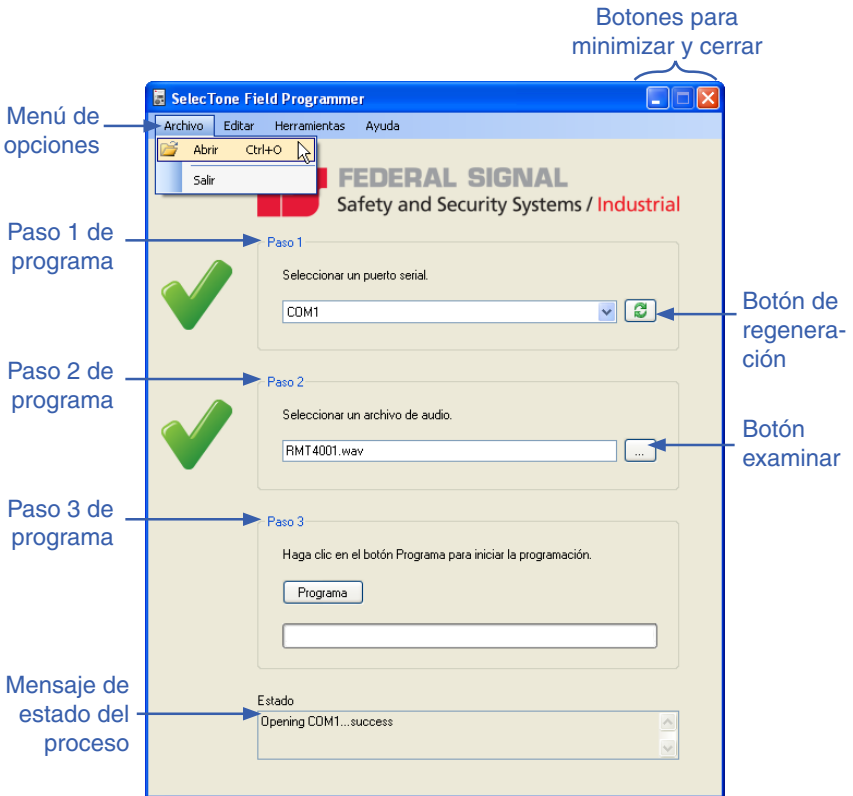 Botones para
minimizar y cerrar
SelecTone Field Programmer
Menú de
opciones
Archivo Editar Herramientas Ayuda
Abrir Ctrl+O
Salir
FEDERAL SIGNAL
Safety and Security Systems / Industrial
Paso 1 de
programa
Paso 1
Seleccionar un puerto serial.
COM1
Botón de
regenera-
ción
Paso 2 de
programa
Paso 2
Seleccionar un archivo de audio.
RMT4001.wav
...
Botón
examinar
Paso 3 de
programa
Paso 3
Haga clic en el botón Programa para iniciar la programación.
Programa
Mensaje de
estado del
proceso
Estado
Opening COM1...success